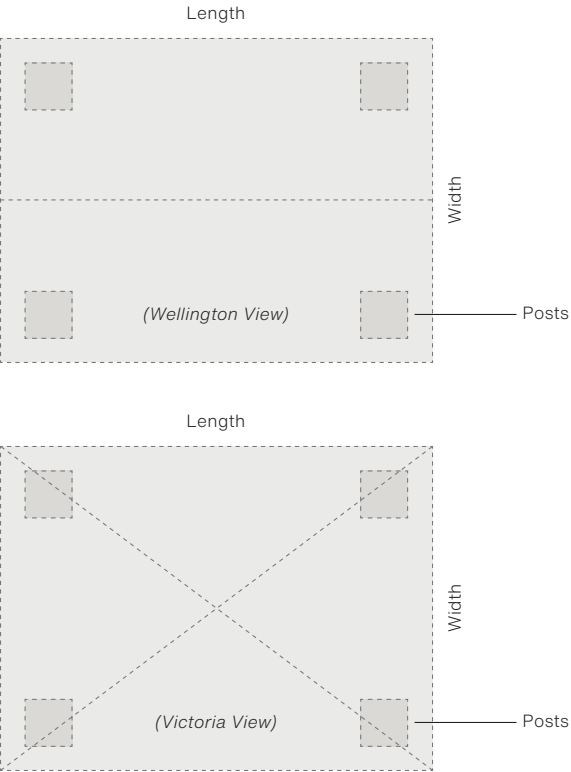 Length
Width
(Wellington View)
Posts
Length
Width
(Victoria View)
Posts